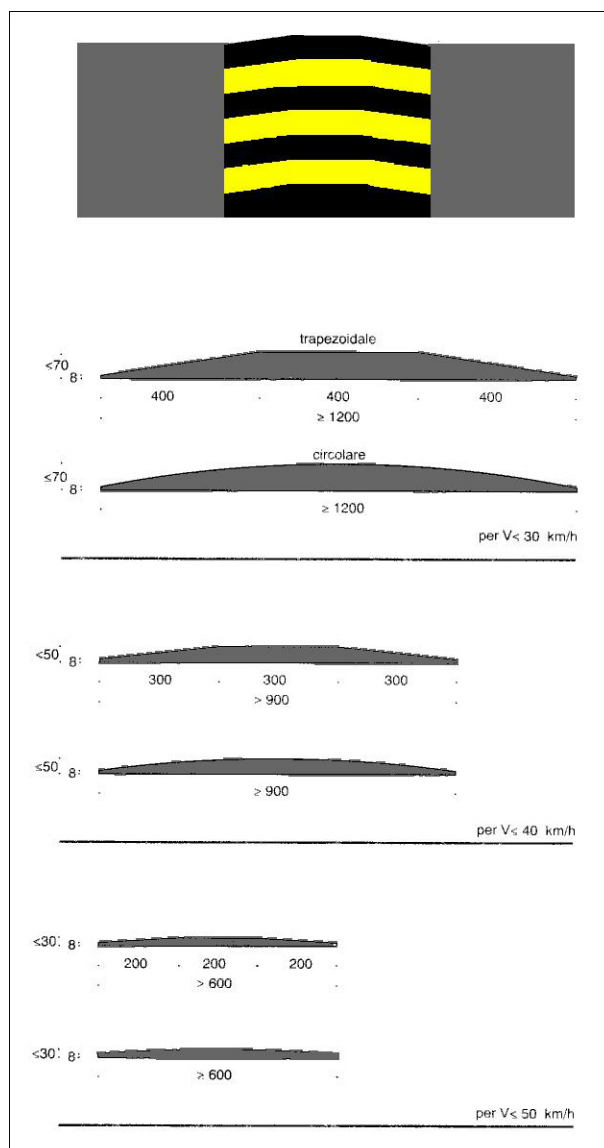 trapezoidale
<70
8:
400 400 400
≥ 1200
circolare
≤70
8:
≥ 1200
per V< 30 km/h
<50
8:
300 300 300
> 900
≤50
8:
≥ 900
per V≤ 40 km/h
<30
8:
200 200 200
> 600
<30
8:
≥ 600
per V≤ 50 km/h